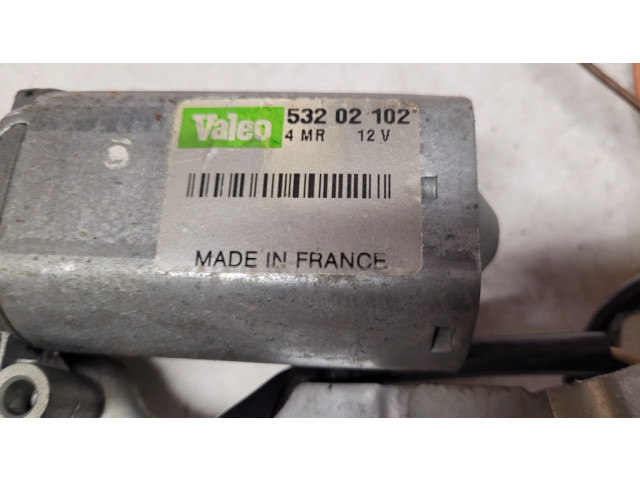 Valeo 532 02 102
4 MR 12 V
MADE IN FRANCE